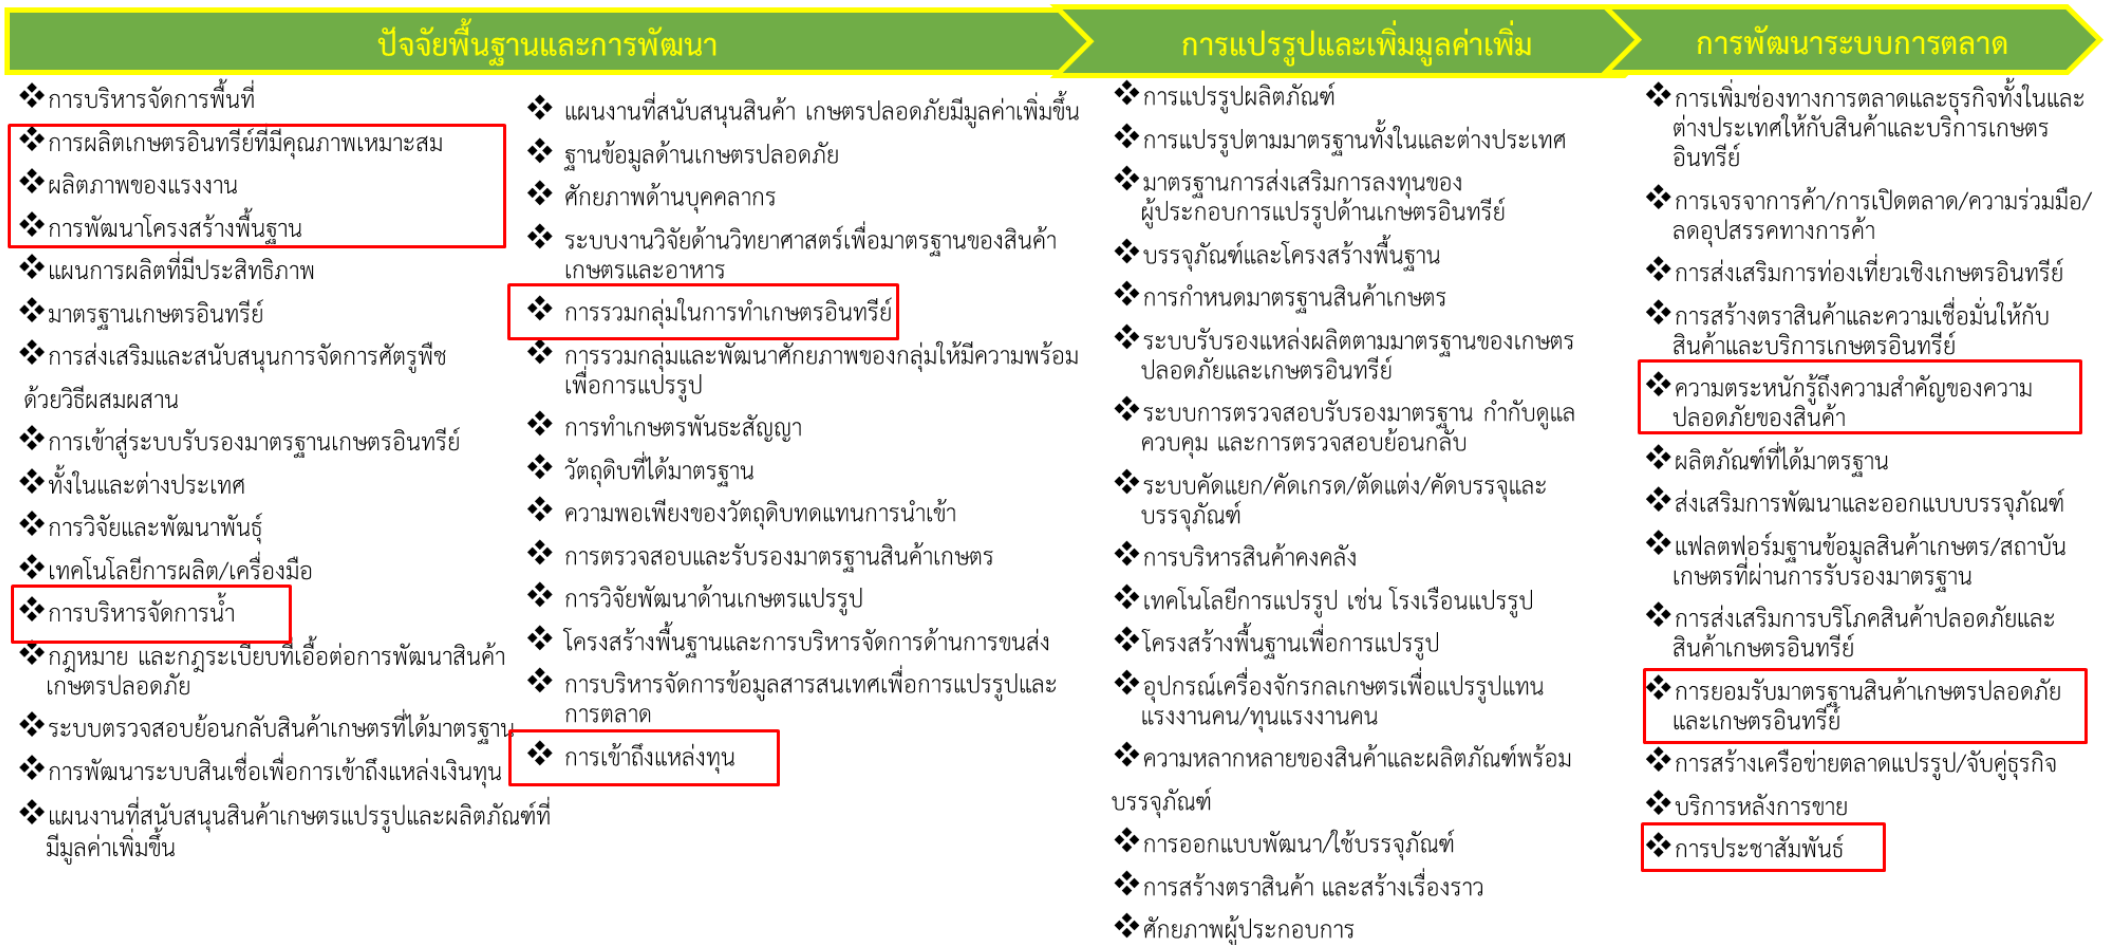 ปัจจัยพื้นฐานและการพัฒนา
❖การบริหารจัดการพื้นที่
❖การผลิตเกษตรอินทรีย์ที่มีคุณภาพเหมาะสม
❖ผลิตภาพของแรงงาน
❖การพัฒนาโครงสร้างพื้นฐาน
❖แผนการผลิตที่มีประสิทธิภาพ
❖มาตรฐานเกษตรอินทรีย์
❖การส่งเสริมและสนับสนุนการจัดการศัตรูพืช
ด้วยวิธีผสมผสาน
❖การเข้าสู่ระบบรับรองมาตรฐานเกษตรอินทรีย์
❖ทั้งในและต่างประเทศ
❖การวิจัยและพัฒนาพันธุ์
❖เทคโนโลยีการผลิต/เครื่องมือ
❖การบริหารจัดการน้ำ
❖กฎหมาย และกฎระเบียบที่เอื้อต่อการพัฒนาสินค้า
เกษตรปลอดภัย
❖ระบบตรวจสอบย้อนกลับสินค้าเกษตรที่ได้มาตรฐาน
❖การพัฒนาระบบสินเชื่อเพื่อการเข้าถึงแหล่งเงินทุน
❖แผนงานที่สนับสนุนสินค้าเกษตรแปรรูปและผลิตภัณฑ์ที่
มีมูลค่าเพิ่มขึ้น
❖ แผนงานที่สนับสนุนสินค้า เกษตรปลอดภัยมีมูลค่าเพิ่มขึ้น
❖ ฐานข้อมูลด้านเกษตรปลอดภัย
❖ ศักยภาพด้านบุคคลากร
❖ ระบบงานวิจัยด้านวิทยาศาสตร์เพื่อมาตรฐานของสินค้า
เกษตรและอาหาร
❖ การรวมกลุ่มในการทำเกษตรอินทรีย์
❖ การรวมกลุ่มและพัฒนาศักยภาพของกลุ่มให้มีความพร้อม
เพื่อการแปรรูป
❖ การทำเกษตรพันธะสัญญา
❖ วัตถุดิบที่ได้มาตรฐาน
❖ ความพอเพียงของวัตถุดิบทดแทนการนำเข้า
❖ การตรวจสอบและรับรองมาตรฐานสินค้าเกษตร
❖ การวิจัยพัฒนาด้านเกษตรแปรรูป
❖ โครงสร้างพื้นฐานและการบริหารจัดการด้านการขนส่ง
❖ การบริหารจัดการข้อมูลสารสนเทศเพื่อการแปรรูปและ
การตลาด
❖ การเข้าถึงแหล่งทุน
การแปรรูปและเพิ่มมูลค่าเพิ่ม
❖การแปรรูปผลิตภัณฑ์
❖การแปรรูปตามมาตรฐานทั้งในและต่างประเทศ
❖มาตรฐานการส่งเสริมการลงทุนของ
ผู้ประกอบการแปรรูปด้านเกษตรอินทรีย์
❖บรรจุภัณฑ์และโครงสร้างพื้นฐาน
❖การกำหนดมาตรฐานสินค้าเกษตร
❖ระบบรับรองแหล่งผลิตตามมาตรฐานของเกษตร
ปลอดภัยและเกษตรอินทรีย์
❖ระบบการตรวจสอบรับรองมาตรฐาน กำกับดูแล
ควบคุม และการตรวจสอบย้อนกลับ
❖ระบบคัดแยก/คัดเกรด/ตัดแต่ง/คัดบรรจุและ
บรรจุภัณฑ์
❖การบริหารสินค้าคงคลัง
❖เทคโนโลยีการแปรรูป เช่น โรงเรือนแปรรูป
❖โครงสร้างพื้นฐานเพื่อการแปรรูป
❖อุปกรณ์เครื่องจักรกลเกษตรเพื่อแปรรูปแทน
แรงงานคน/ทุนแรงงานคน
❖ความหลากหลายของสินค้าและผลิตภัณฑ์พร้อม
บรรจุภัณฑ์
❖การออกแบบพัฒนา/ใช้บรรจุภัณฑ์
❖การสร้างตราสินค้า และสร้างเรื่องราว
❖ศักยภาพผู้ประกอบการ
การพัฒนาระบบการตลาด
❖การเพิ่มช่องทางการตลาดและธุรกิจทั้งในและ
ต่างประเทศให้กับสินค้าและบริการเกษตร
อินทรีย์
❖การเจรจาการค้า/การเปิดตลาด/ความร่วมมือ/
ลดอุปสรรคทางการค้า
❖การส่งเสริมการท่องเที่ยวเชิงเกษตรอินทรีย์
❖การสร้างตราสินค้าและความเชื่อมั่นให้กับ
สินค้าและบริการเกษตรอินทรีย์
❖ความตระหนักรู้ถึงความสำคัญของความ
ปลอดภัยของสินค้า
❖ผลิตภัณฑ์ที่ได้มาตรฐาน
❖ส่งเสริมการพัฒนาและออกแบบบรรจุภัณฑ์
❖แฟลตฟอร์มฐานข้อมูลสินค้าเกษตร/สถาบัน
เกษตรที่ผ่านการรับรองมาตรฐาน
❖การส่งเสริมการบริโภคสินค้าปลอดภัยและ
สินค้าเกษตรอินทรีย์
❖การยอมรับมาตรฐานสินค้าเกษตรปลอดภัย
และเกษตรอินทรีย์
❖การสร้างเครือข่ายตลาดแปรรูป/จับคู่ธุรกิจ
❖บริการหลังการขาย
❖การประชาสัมพันธ์